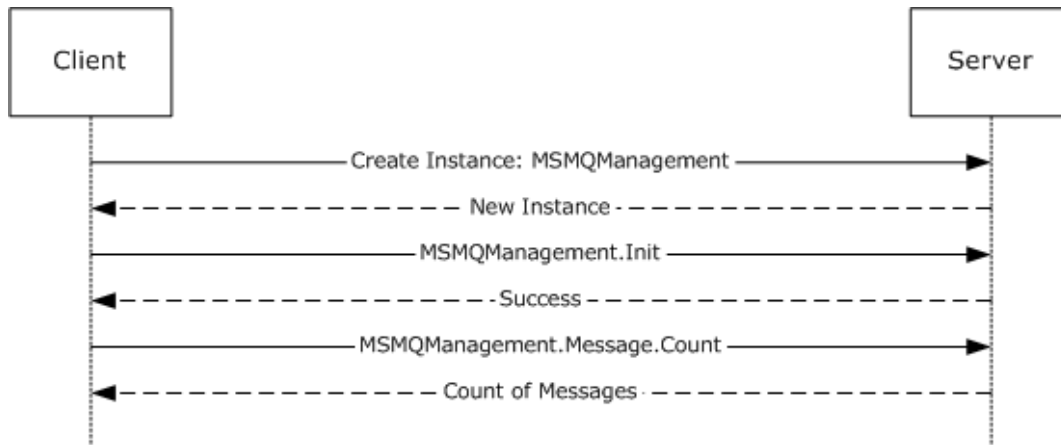 Client
Server
Create Instance: MSMQManagement
New Instance
MSMQManagement.Init
Success
MSMQManagement.Message.Count
Count of Messages